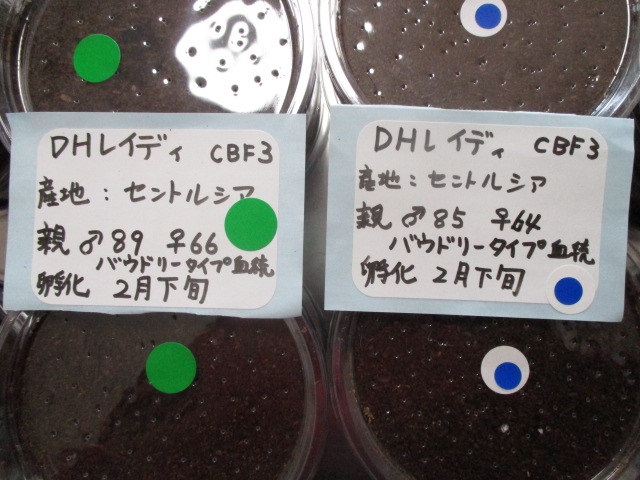 DHレイディ CBF3
産地：セントルシア
親 ♂89 ♀66
バウドリータイプ血統
孵化 2月下旬
DHレイディ CBF3
産地：セントルシア
親 ♂85 ♀64
バウドリータイプ血統
孵化 2月下旬